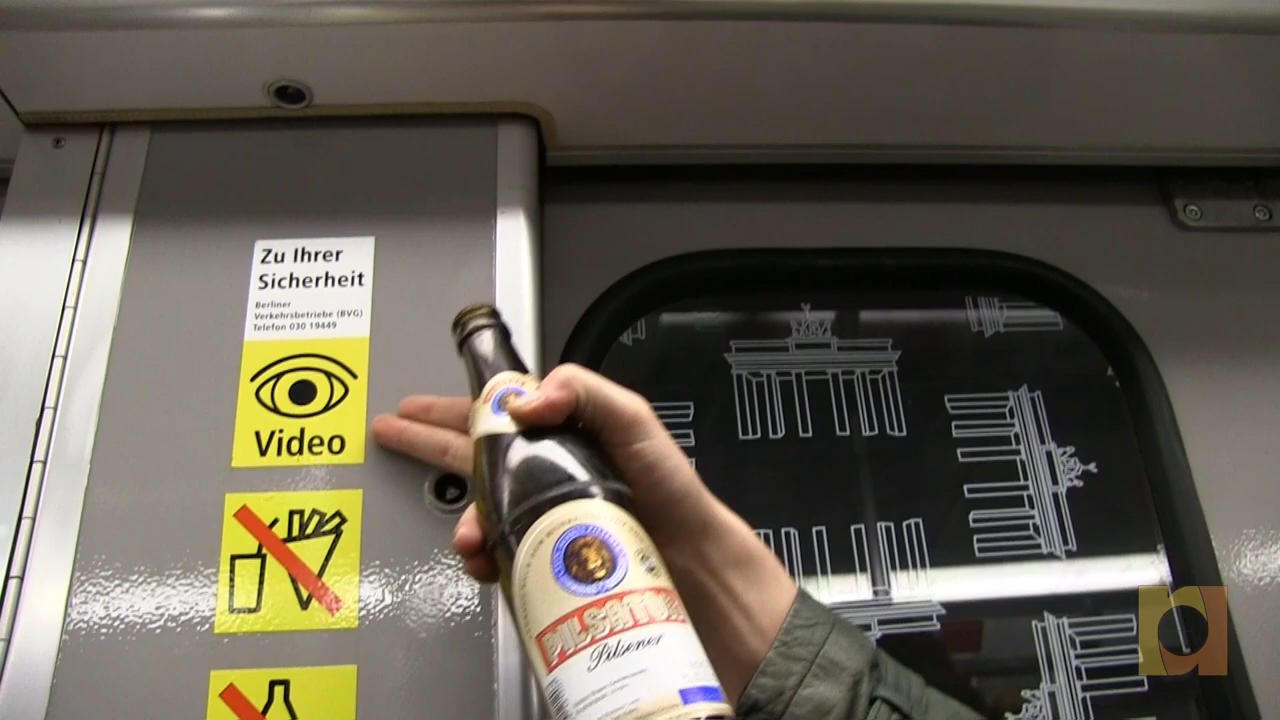 Zu Ihrer
Sicherheit
Berliner
Verkehrsbetriebe (BVG)
Telefon 030 19449
Video
PILSATOR
Pilsener